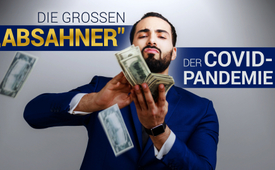 DIE GROSSEN
„ABSAHNER"
DER COVID-
PANDEMIE